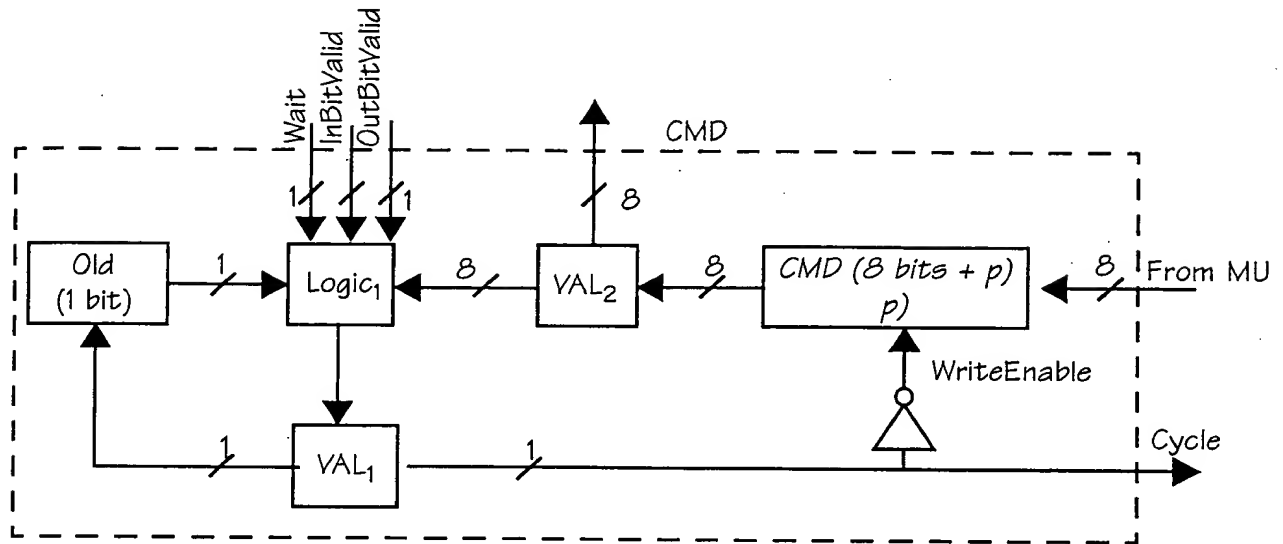 Wait
InBitValid
OutBitValid
CMD
1
1
8
Old
(1 bit)
1
Logic₁
8
VAL₂
8
CMD (8 bits + p)
p)
8
From MU
WriteEnable
1
VAL₁
1
Cycle